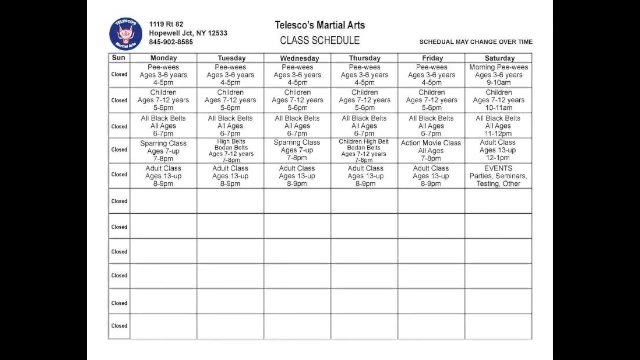 TELESCO'S
Martial Arts
1119 Rt 82
Hopewell Jct, NY 12533
845-902-8565
Telesco's Martial Arts
CLASS SCHEDULE
SCHEDUAL MAY CHANGE OVER TIME
Sun Monday Tuesday Wednesday Thursday Friday Saturday
Closed
Pee-wees Pee-wees Pee-wees Pee-wees Pee-wees Morning Pee-wees
Ages 3-6 years Ages 3-6 years Ages 3-6 years Ages 3-6 years Ages 3-6 years Ages 3-6 years
4-5pm 4-5pm 4-5pm 4-5pm 4-5pm 9-10am
Closed
Children Children Children Children Children Children
Ages 7-12 years Ages 7-12 years Ages 7-12 years Ages 7-12 years Ages 7-12 years Ages 7-12 years
5-6pm 5-6pm 5-6pm 5-6pm 5-6pm 10-11am
Closed
All Black Belts All Black Belts All Black Belts All Black Belts All Black Belts All Black Belts
All Ages All Ages All Ages All Ages All Ages All Ages
6-7pm 6-7pm 6-7pm 6-7pm 6-7pm 11-12pm
Closed
Sparring Class High Belts Sparring Class Children High Belt Action Movie Class Adult Class
Ages 7-up Bodan Belts Ages 7-up Bodan Belts All Ages Ages 13-up
7-8pm Ages 7-12 years 7-8pm Ages 7-12 years 7-8pm 12-1pm
7-8pm 7-8pm
Closed
Adult Class Adult Class Adult Class Adult Class Adult Class EVENTS
Ages 13-up Ages 13-up Ages 13-up Ages 13-up Ages 13-up Parties, Seminars,
8-9pm 8-9pm 8-9pm 8-9pm 8-9pm Testing, Other
Closed
Closed
Closed
Closed
Closed
Closed